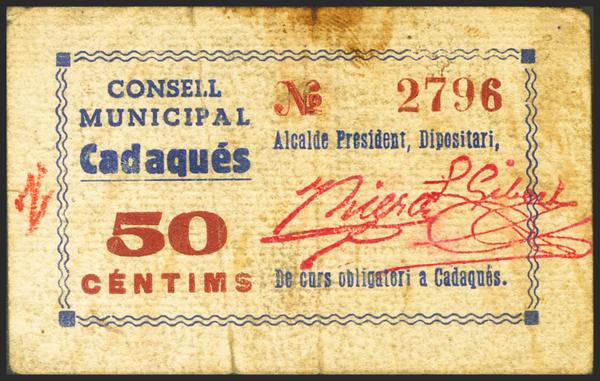 CONSELL
MUNICIPAL
Cadaqués
50
CÉNTIMS
No 2796
Alcalde President, Dipositari,
De curs obligatori a Cadaqués.